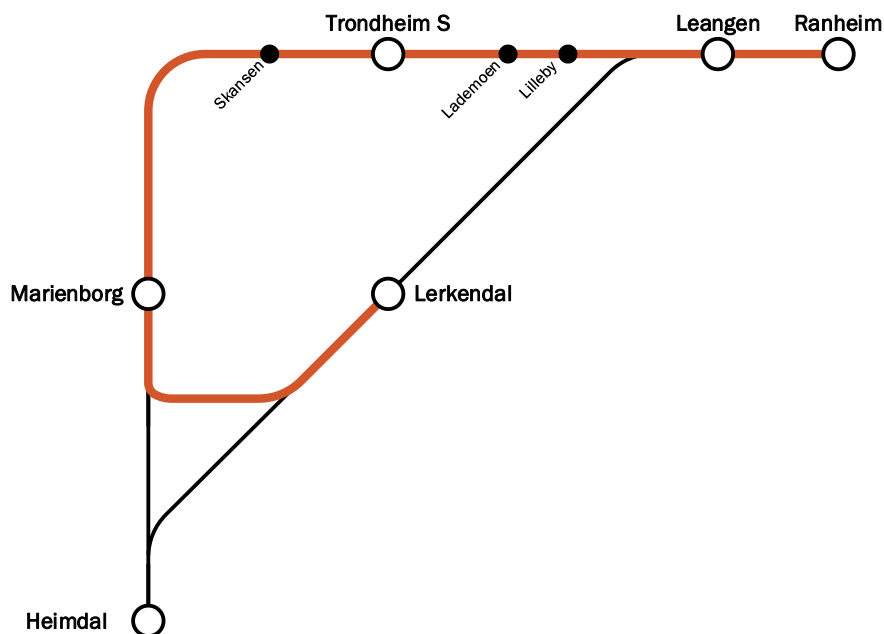 Trondheim S
Leangen
Ranheim
Skansen
Lademoen
Lilleby
Marienborg
Lerkendal
Heimdal